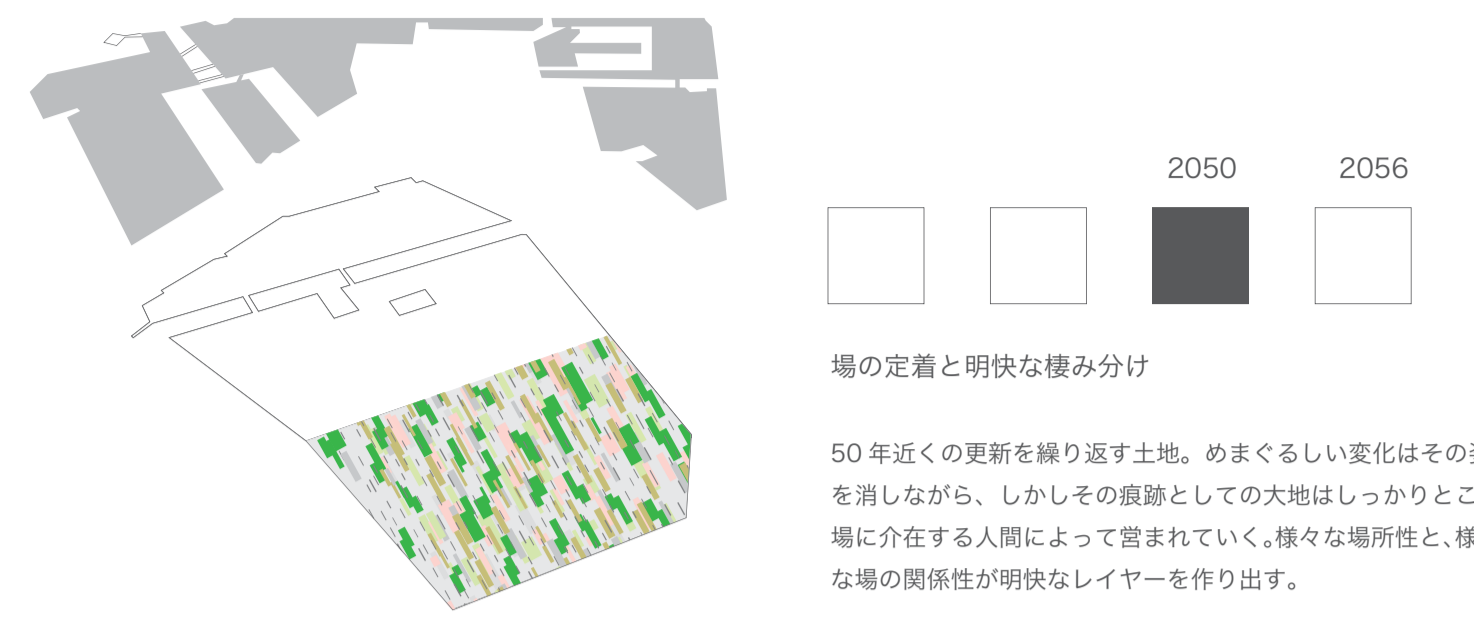 2050
2056
場の定着と明快な棲み分け
50 年近くの更新を繰り返す土地。めまぐるしい変化はその
を消しながら、しかしその痕跡としての大地はしっかりとこ
場に介在する人間によって営まれていく。様々な場所性と、様
な場の関係性が明快なレイヤーを作り出す。